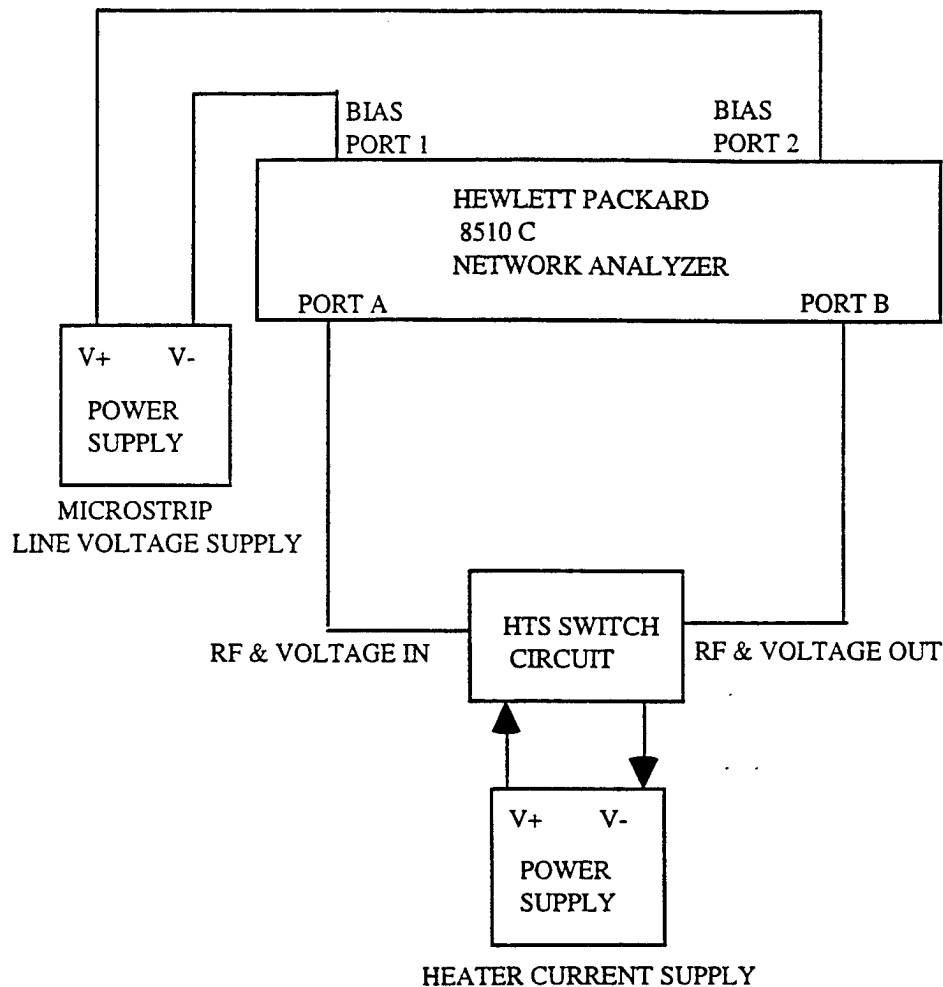 BIAS
PORT 1
BIAS
PORT 2
HEWLETT PACKARD
8510 C
NETWORK ANALYZER
PORT A
PORT B
V+ V-
POWER
SUPPLY
MICROSTRIP
LINE VOLTAGE SUPPLY
HTS SWITCH
CIRCUIT
RF & VOLTAGE IN
RF & VOLTAGE OUT
V+ V-
POWER
SUPPLY
HEATER CURRENT SUPPLY